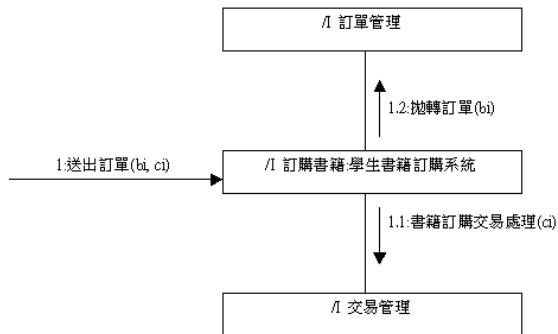 /I 訂單管理
1.2:拋轉訂單(bi)
1:送出訂單(bi, ci)
/I 訂購書籍:學生書籍訂購系統
1.1:書籍訂購交易處理(ci)
/I 交易管理